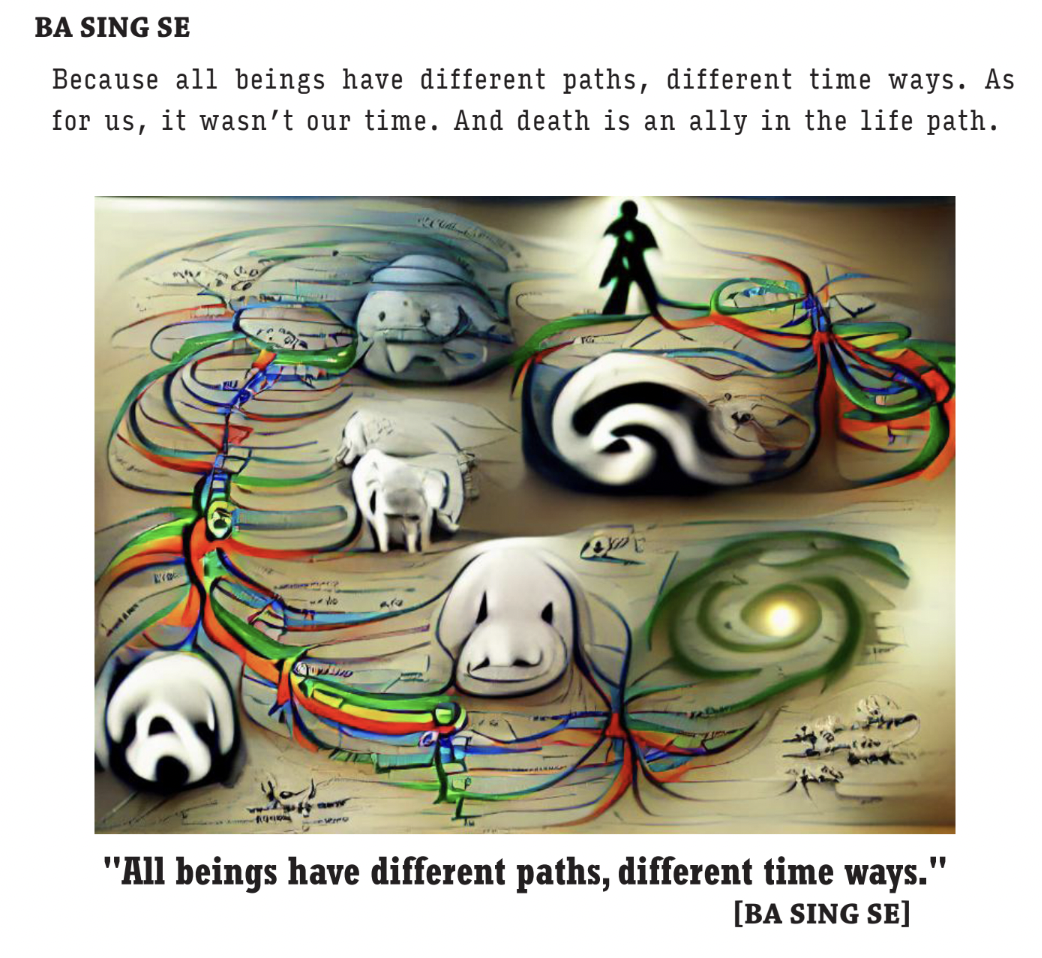 BA SING SE
Because all beings have different paths, different time ways. As
for us, it wasn't our time. And death is an ally in the life path.
"All beings have different paths, different time ways."
[BA SING SE]